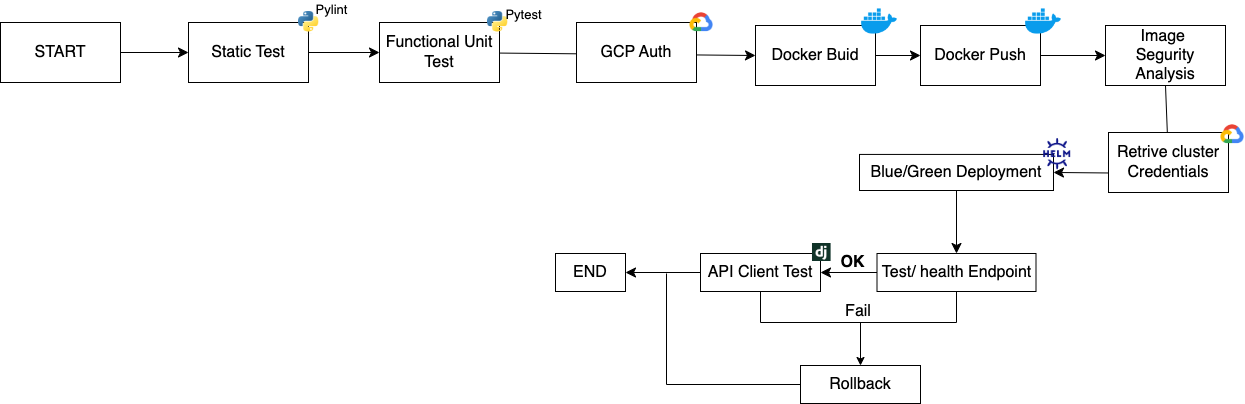 START
Static Test
Pylint
Functional Unit
Test
Pytest
GCP Auth
Docker Buid
Docker Push
Image
Segurity
Analysis
Retrive cluster
Credentials
HELM
Blue/Green Deployment
Test/ health Endpoint
OK
dj
API Client Test
END
Fail
Rollback